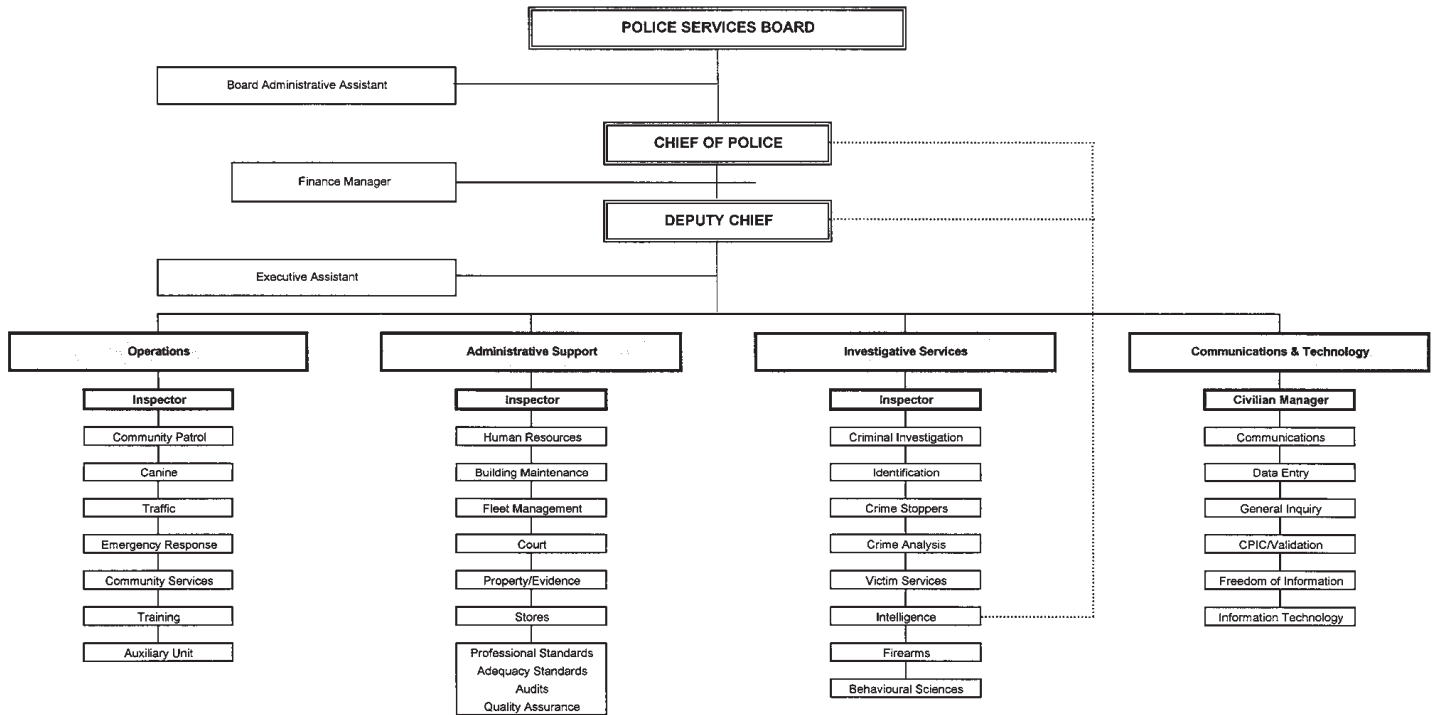 POLICE SERVICES BOARD
Board Administrative Assistant
CHIEF OF POLICE
Finance Manager
DEPUTY CHIEF
Executive Assistant
Operations
Inspector
Community Patrol
Canine
Traffic
Emergency Response
Community Services
Training
Auxiliary Unit
Administrative Support
Inspector
Human Resources
Building Maintenance
Fleet Management
Court
Property/Evidence
Stores
Professional Standards
Adequacy Standards
Audits
Quality Assurance
Investigative Services
Inspector
Criminal Investigation
Identification
Crime Stoppers
Crime Analysis
Victim Services
Intelligence
Firearms
Behavioural Sciences
Communications & Technology
Civilian Manager
Communications
Data Entry
General Inquiry
CPIC/Validation
Freedom of Information
Information Technology